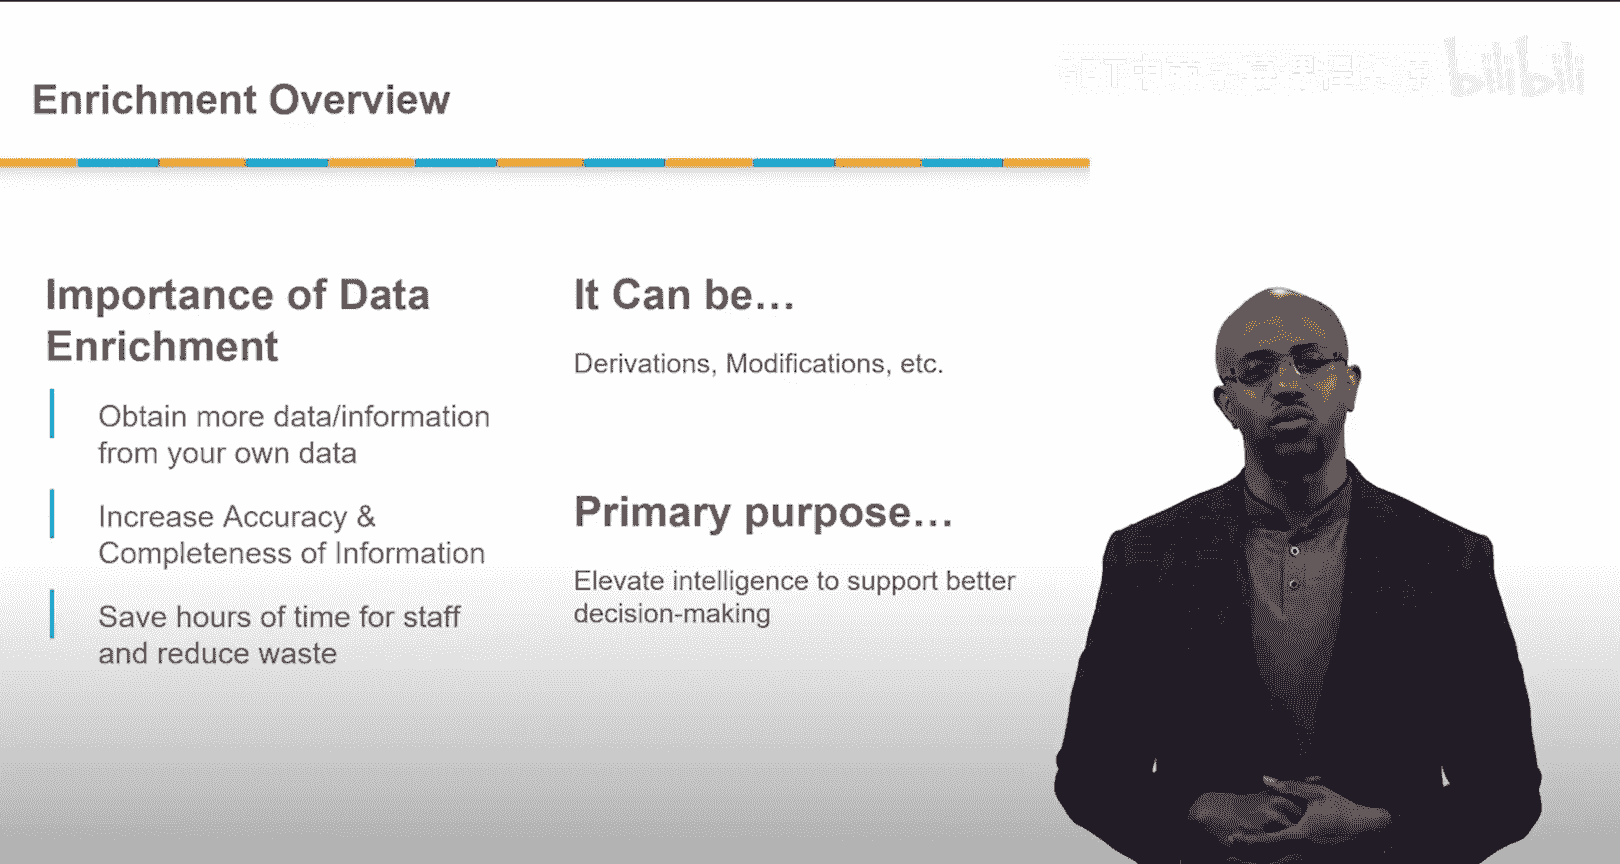 Enrichment Overview
bilibili
Importance of Data
Enrichment
Obtain more data/information
from your own data
Increase Accuracy &
Completeness of Information
Save hours of time for staff
and reduce waste
It Can be…
Derivations, Modifications, etc.
Primary purpose…
Elevate intelligence to support better
decision-making